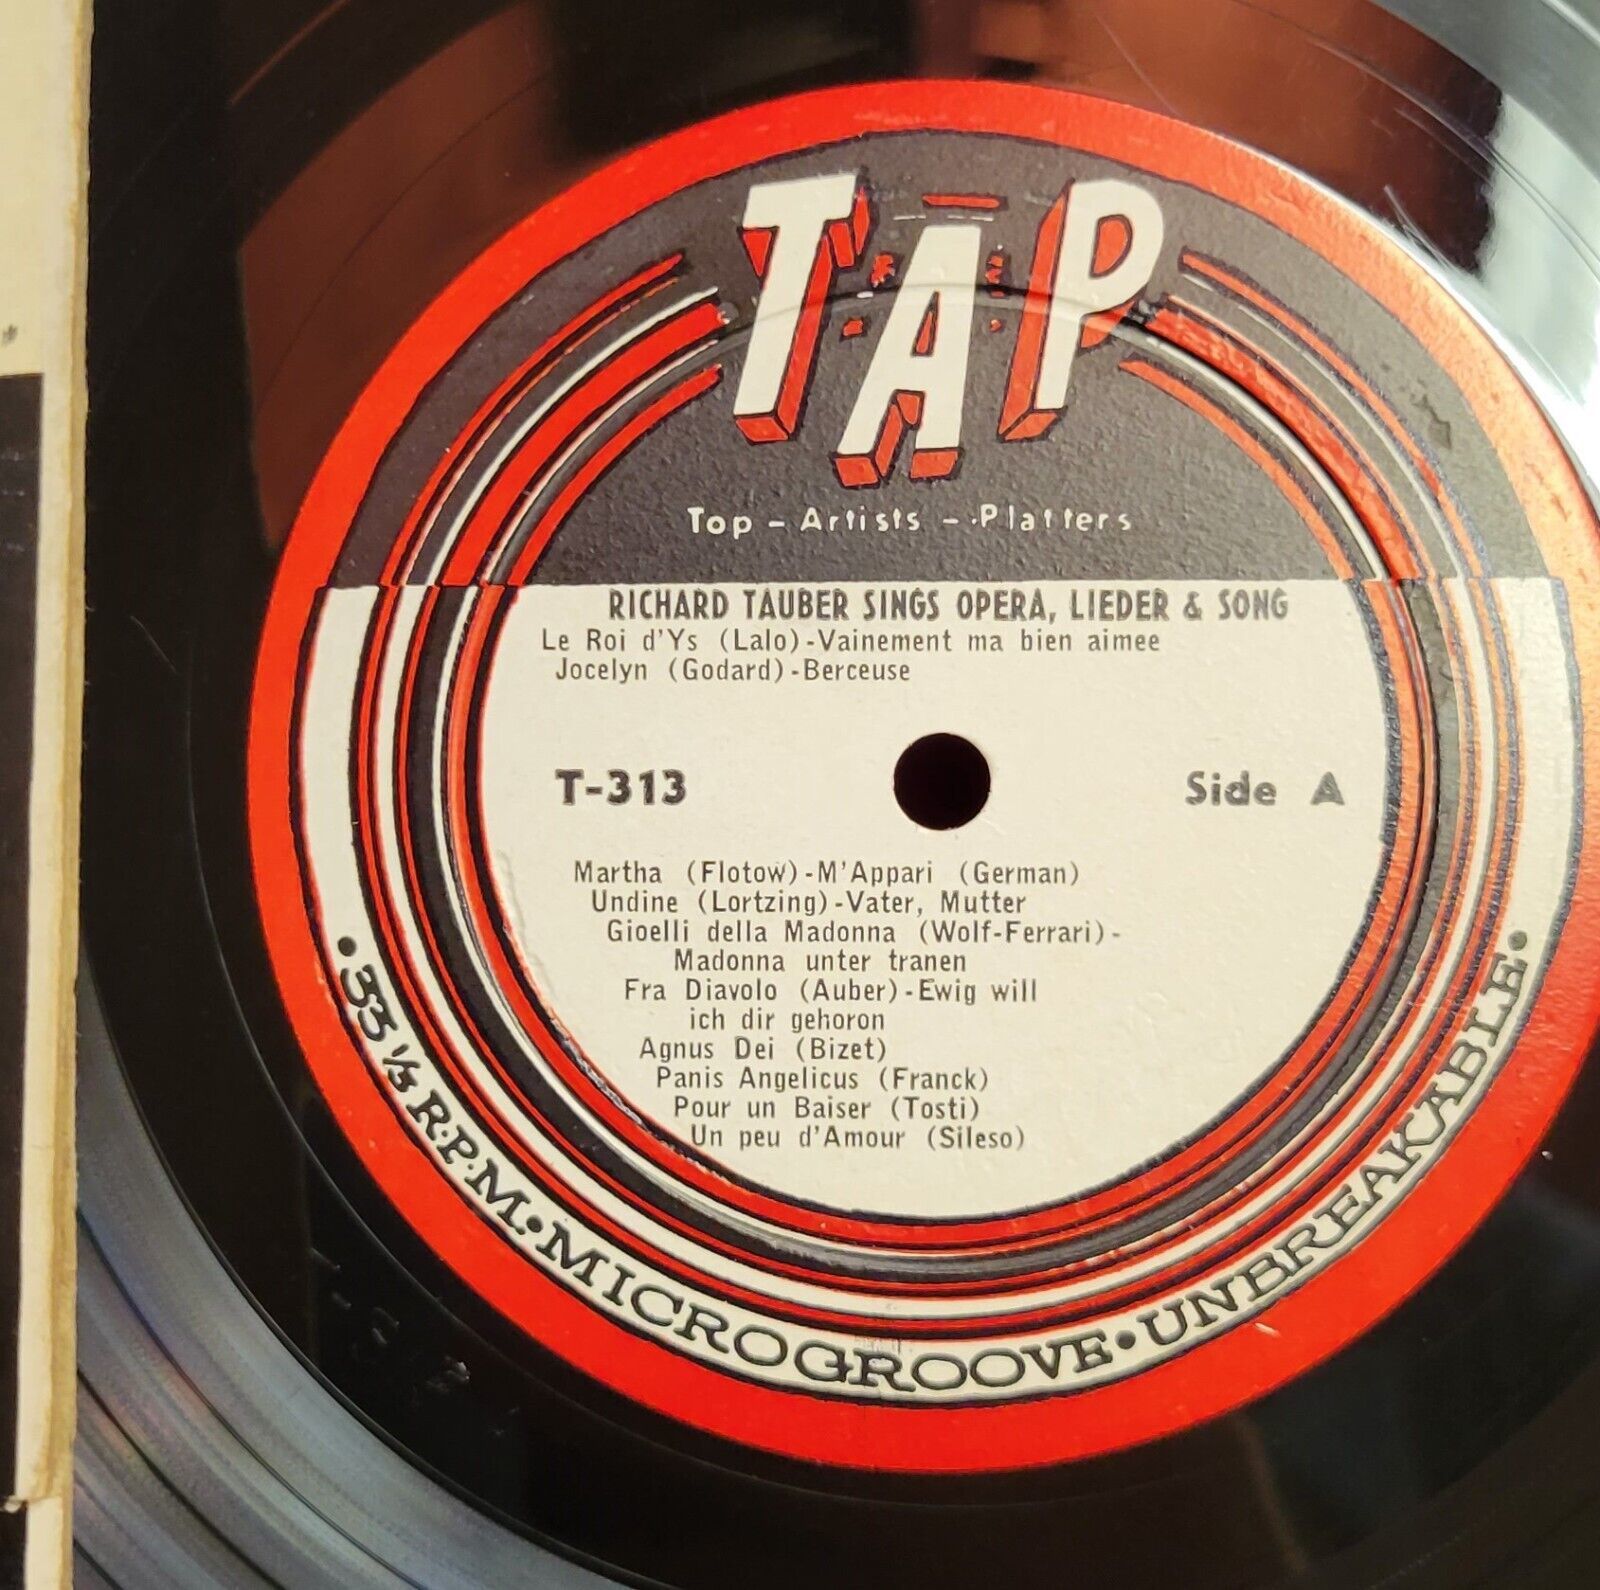 TAP
Top - Artists - Platters
RICHARD TAUBER SINGS OPERA, LIEDER & SONG
Le Roi d'Ys (Lalo)-Vainement ma bien aimee
Jocelyn (Godard)-Berceuse
T-313
Side A
Martha (Flotow)-M'Appari (German)
Undine (Lortzing)-Vater, Mutter
Gioelli della Madonna (Wolf-Ferrari)-
Madonna unter tranen
Fra Diavolo (Auber)-Ewig will
ich dir gehoron
Agnus Dei (Bizet)
Panis Angelicus (Franck)
Pour un Baiser (Tosti)
Un peu d'Amour (Sileso)
•33 1/3 R.P.M.•MICROGROOVE•UNBREAKABLE•